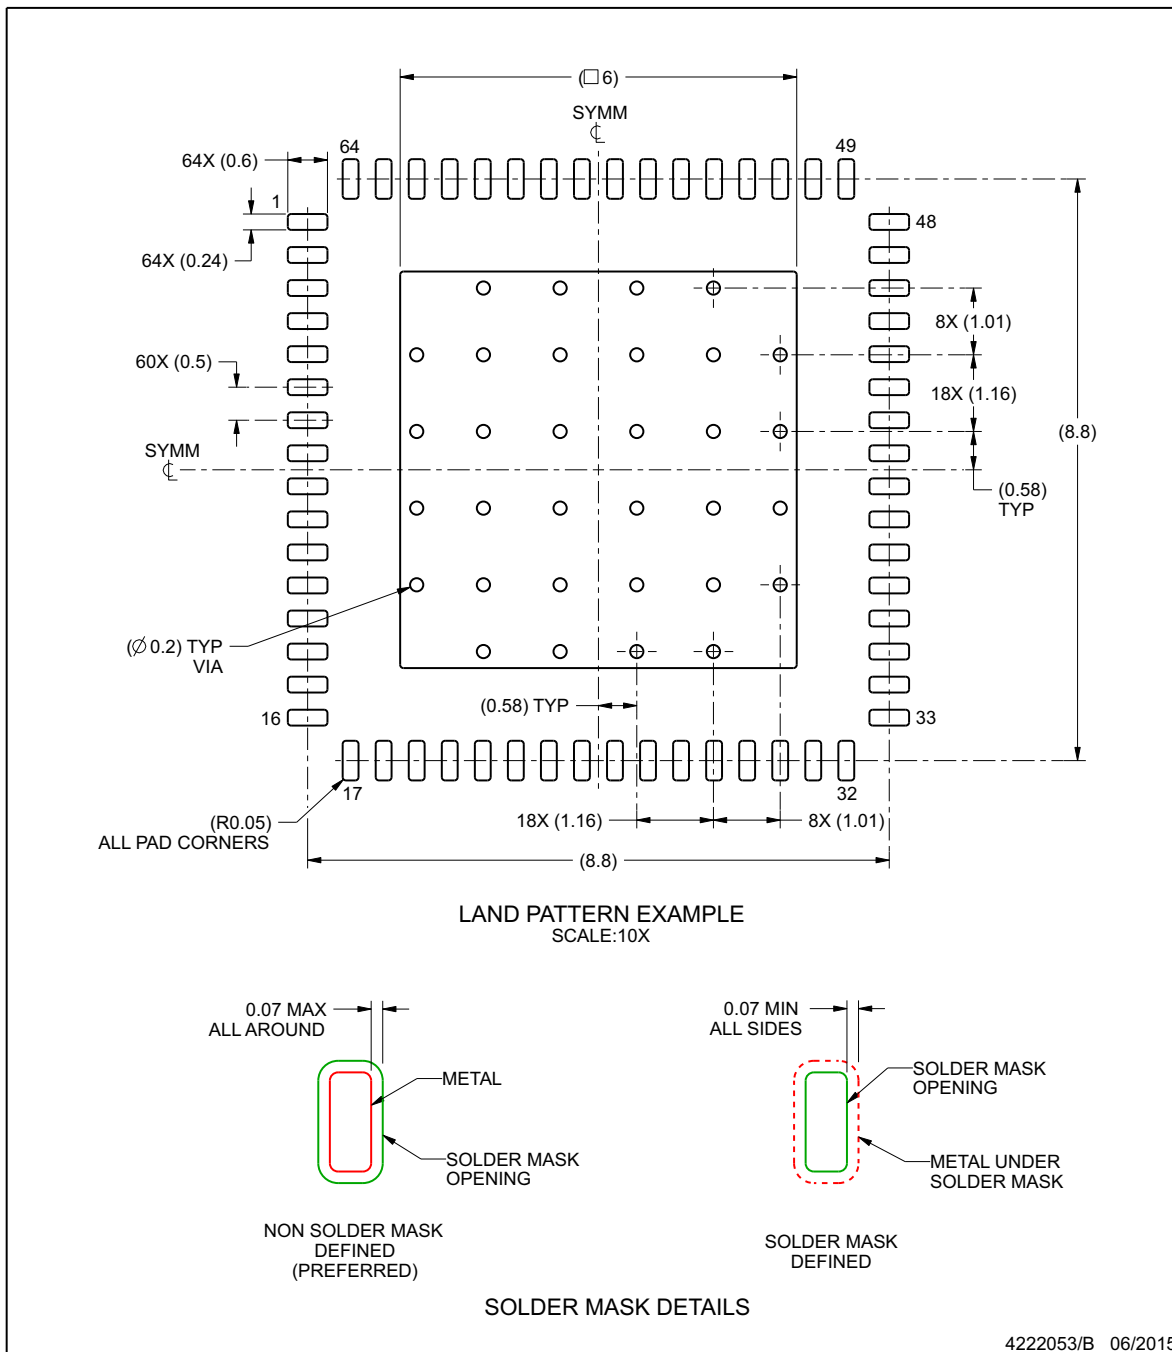 (□6)
SYMM
℄
64
49
64X (0.6)
1
48
64X (0.24)
8X (1.01)
60X (0.5)
18X (1.16)
(8.8)
SYMM
℄
(0.58)
TYP
(∅0.2) TYP
VIA
(0.58) TYP
16
33
17
32
(R0.05)
ALL PAD CORNERS
18X (1.16)
8X (1.01)
(8.8)
LAND PATTERN EXAMPLE
SCALE:10X
0.07 MAX
ALL AROUND
METAL
SOLDER MASK
OPENING
NON SOLDER MASK
DEFINED
(PREFERRED)
0.07 MIN
ALL SIDES
SOLDER MASK
OPENING
METAL UNDER
SOLDER MASK
SOLDER MASK
DEFINED
SOLDER MASK DETAILS
4222053/B 06/2015